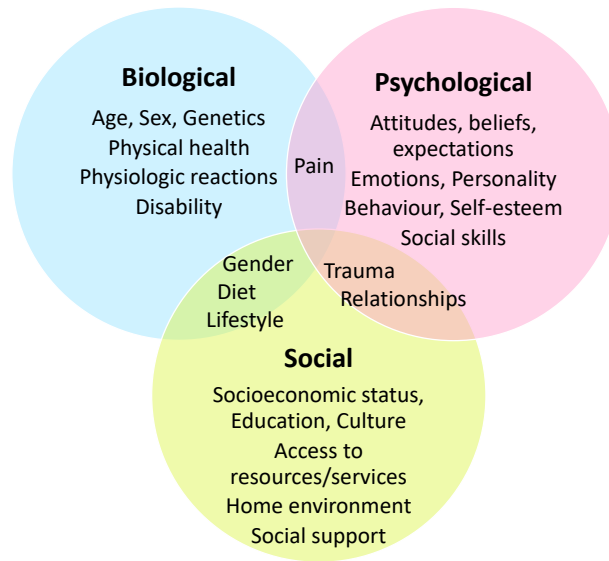 Biological
Age, Sex, Genetics
Physical health
Physiologic reactions
Disability
Psychological
Attitudes, beliefs,
expectations
Emotions, Personality
Behaviour, Self-esteem
Social skills
Pain
Gender
Diet
Lifestyle
Trauma
Relationships
Social
Socioeconomic status,
Education, Culture
Access to
resources/services
Home environment
Social support